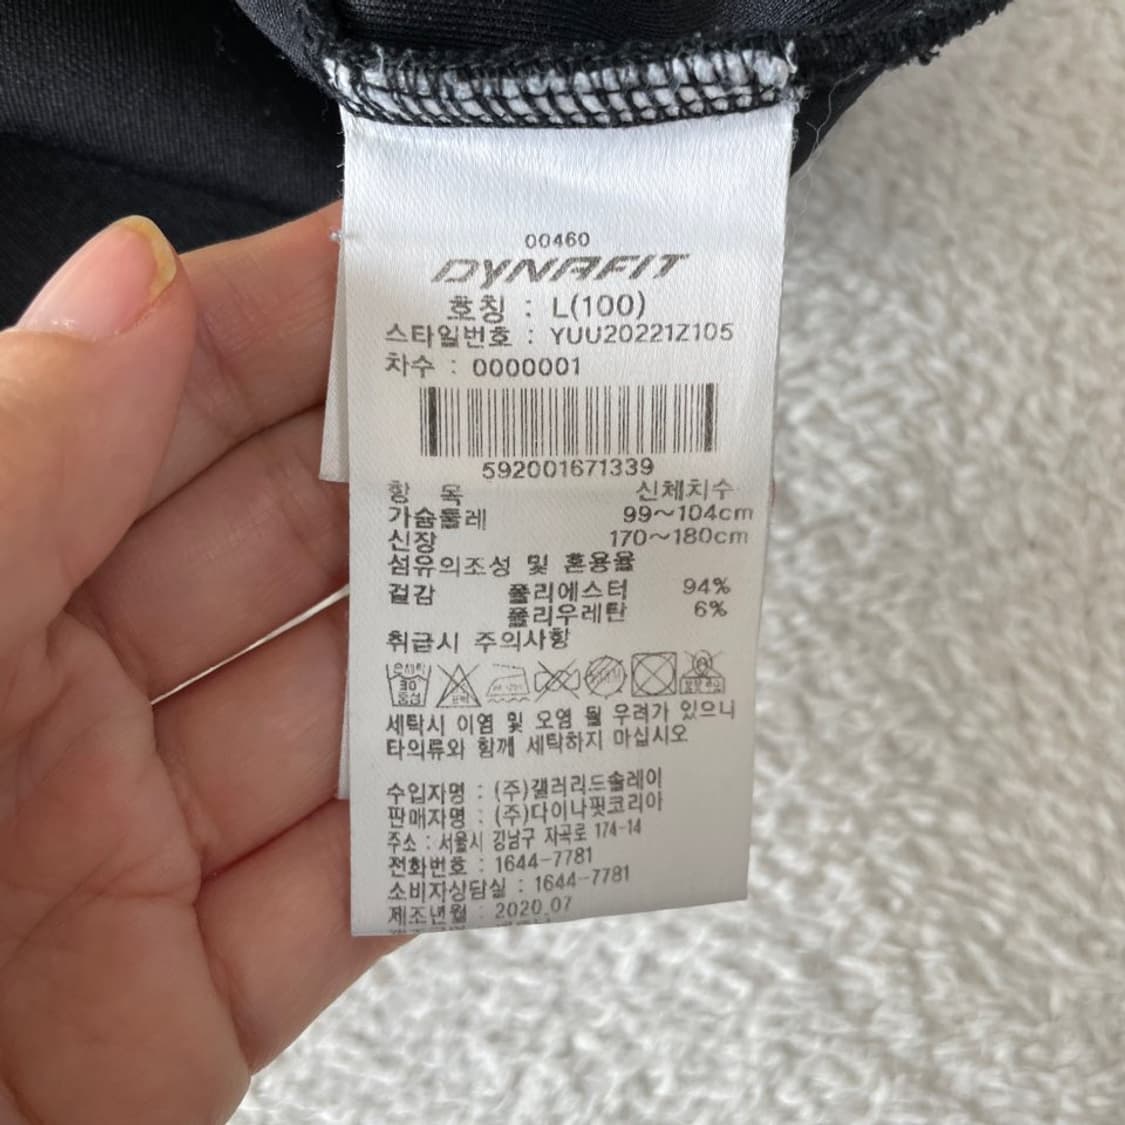 00460
DYNAFIT
호칭 : L(100)
스타일번호 : YUU20221Z105
차수 : 0000001
592001671339
항 목 신체치수
가슴둘레 99~104cm
신장 170~180cm
섬유의조성 및 혼용율
겉감 폴리에스터 94%
폴리우레탄 6%
취급시 주의사항
30
중성
세탁시 이염 및 오염 될 우려가 있으니
타의류와 함께 세탁하지 마십시오
수입자명 : (주)갤러리드솔레이
판매자명 : (주)다이나핏코리아
주소 : 서울시 강남구 자곡로 174-14
전화번호 : 1644-7781
소비자상담실 : 1644-7781
제조년월 : 2020.07